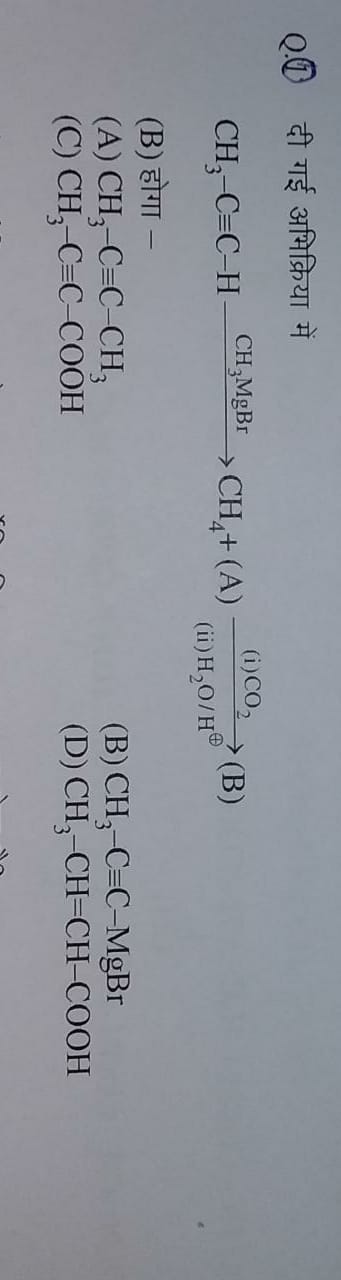 Q.(1) दी गई अभिक्रिया में
CH₃–C≡C–H —CH₃MgBr→ CH₄ + (A) —(i)CO₂ (ii)H₂O/H⊕→ (B)
(B) होगा –
(A) CH₃–C≡C–CH₃ (B) CH₃–C≡C–MgBr
(C) CH₃–C≡C–COOH (D) CH₃–CH=CH–COOH